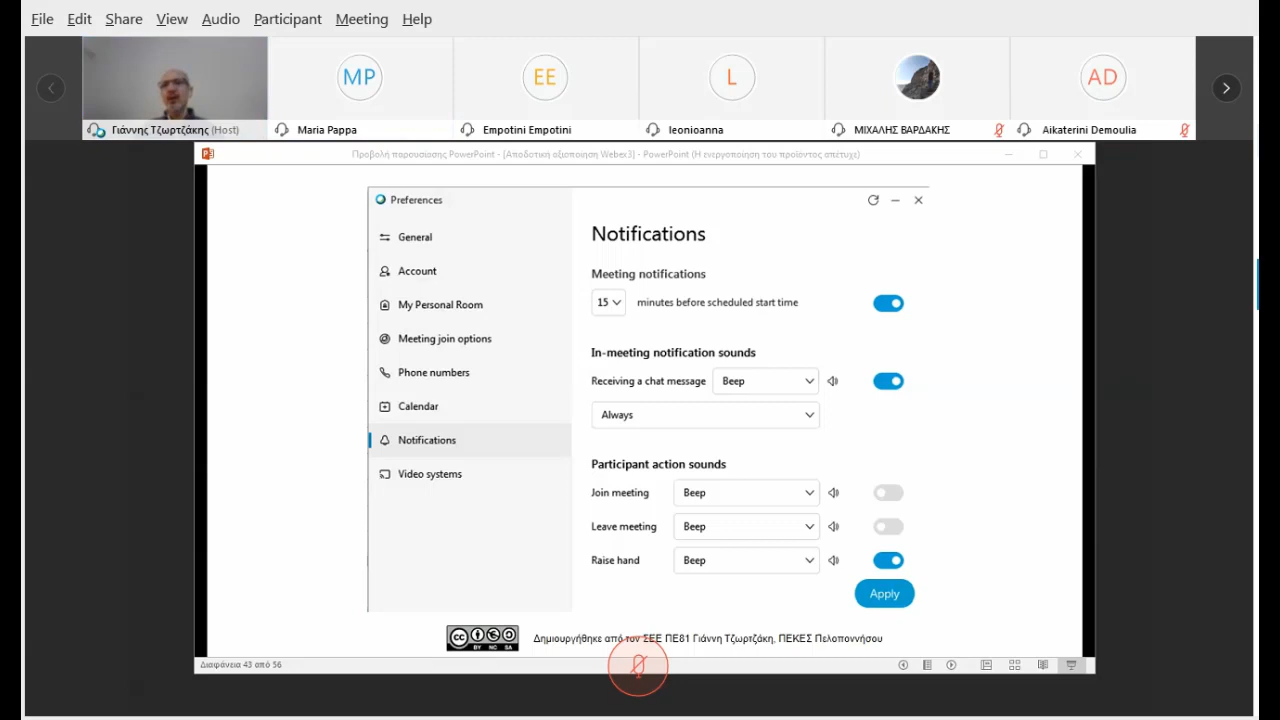 File Edit Share View Audio Participant Meeting Help
MP EE L AD
Γιάννης Τζωρτζάκης (Host) Maria Pappa Empotini Empotini leonioanna ΜΙΧΑΛΗΣ ΒΑΡΔΑΚΗΣ Aikaterini Demoulia
Προβολή παρουσίασης PowerPoint - [Αποδοτική αξιοποίηση Webex3] - PowerPoint (Η ενεργοποίηση του προϊόντος απέτυχε)
Preferences
General
Account
My Personal Room
Meeting join options
Phone numbers
Calendar
Notifications
Video systems
Notifications
Meeting notifications
15 minutes before scheduled start time
In-meeting notification sounds
Receiving a chat message Beep
Always
Participant action sounds
Join meeting Beep
Leave meeting Beep
Raise hand Beep
Apply
CC BY NC SA
Δημιουργήθηκε από τον ΣΕΕ ΠΕ81 Γιάννη Τζωρτζάκη, ΠΕΚΕΣ Πελοποννήσου
Διαφάνεια 43 από 56